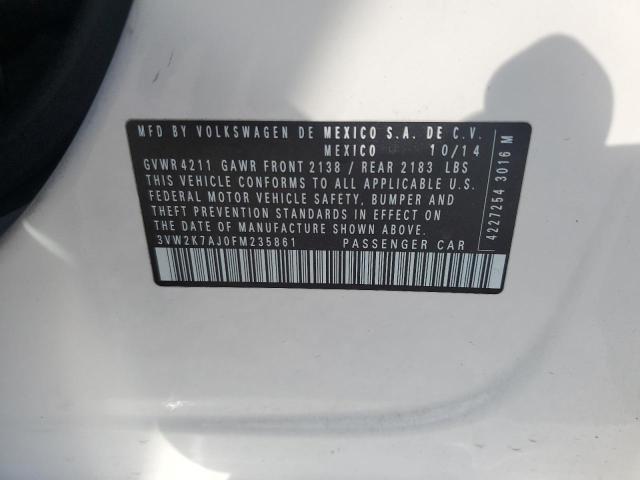 MFD BY VOLKSWAGEN DE MEXICO S.A. DE C.V.
MEXICO 10/14
GVWR 4211 GAWR FRONT 2138 / REAR 2183 LBS
THIS VEHICLE CONFORMS TO ALL APPLICABLE U.S.
FEDERAL MOTOR VEHICLE SAFETY, BUMPER AND
THEFT PREVENTION STANDARDS IN EFFECT ON
THE DATE OF MANUFACTURE SHOWN ABOVE.
3VW2K7AJ0FM235861 PASSENGER CAR
4227254 3016 M